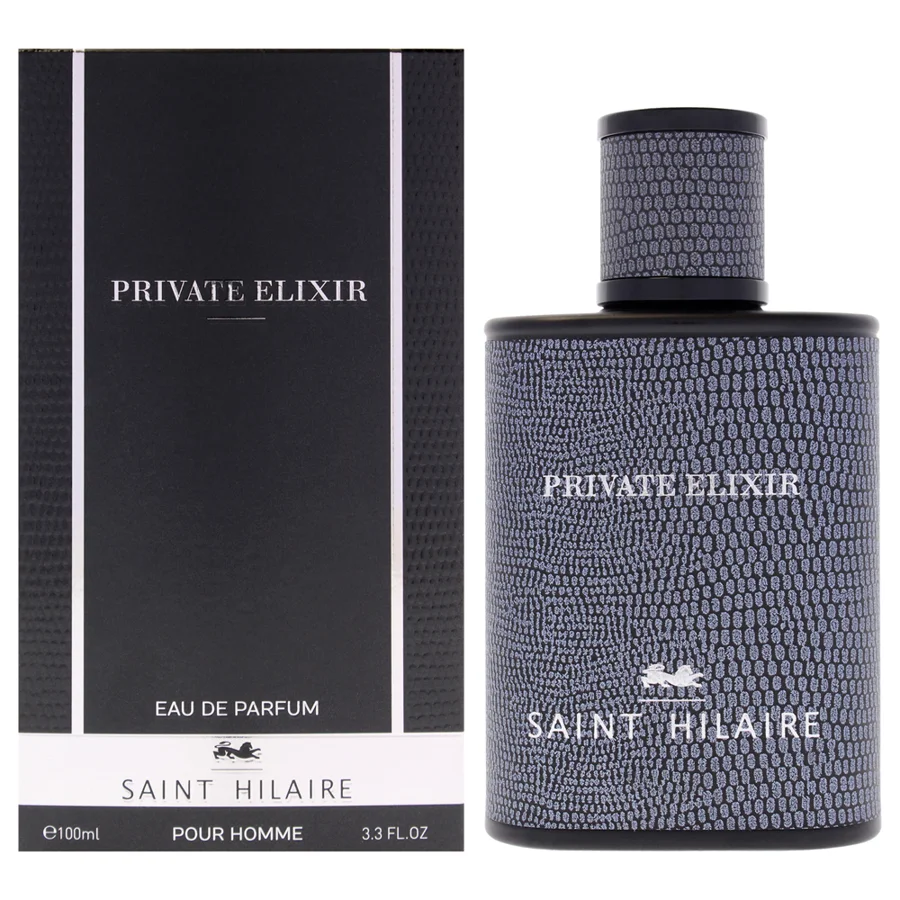 PRIVATE ELIXIR
EAU DE PARFUM
SAINT HILAIRE
℮100ml POUR HOMME 3.3 FL.OZ
PRIVATE ELIXIR
SAINT HILAIRE